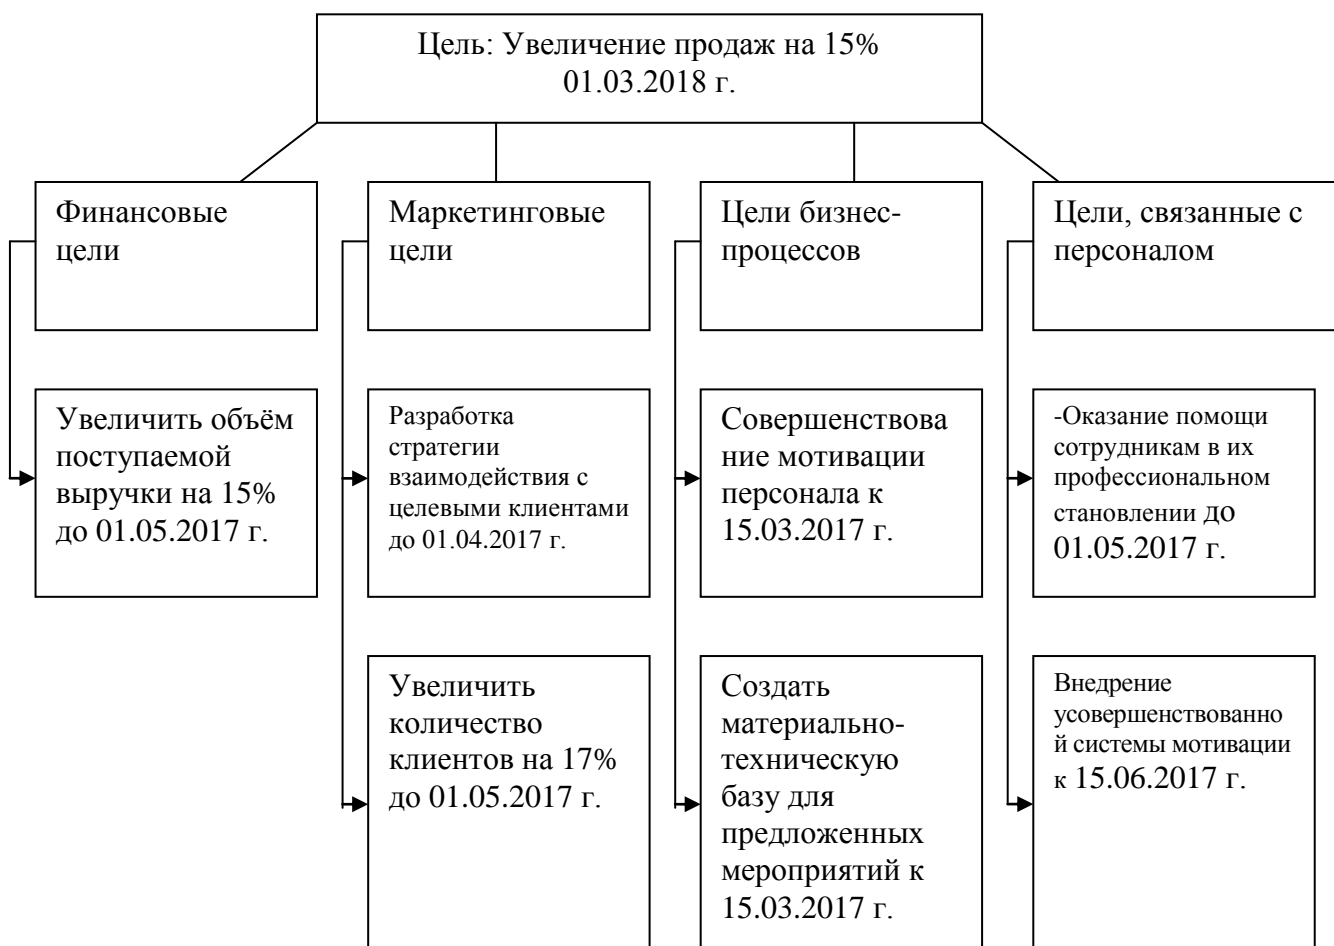 Цель: Увеличение продаж на 15%
01.03.2018 г.
Финансовые
цели
Маркетинговые
цели
Цели бизнес-
процессов
Цели, связанные с
персоналом
Увеличить объём
поступаемой
выручки на 15%
до 01.05.2017 г.
Разработка
стратегии
взаимодействия с
целевыми клиентами
до 01.04.2017 г.
Совершенствова
ние мотивации
персонала к
15.03.2017 г.
-Оказание помощи
сотрудникам в их
профессиональном
становлении до
01.05.2017 г.
Увеличить
количество
клиентов на 17%
до 01.05.2017 г.
Создать
материально-
техническую
базу для
предложенных
мероприятий к
15.03.2017 г.
Внедрение
усовершенствованно
й системы мотивации
к 15.06.2017 г.